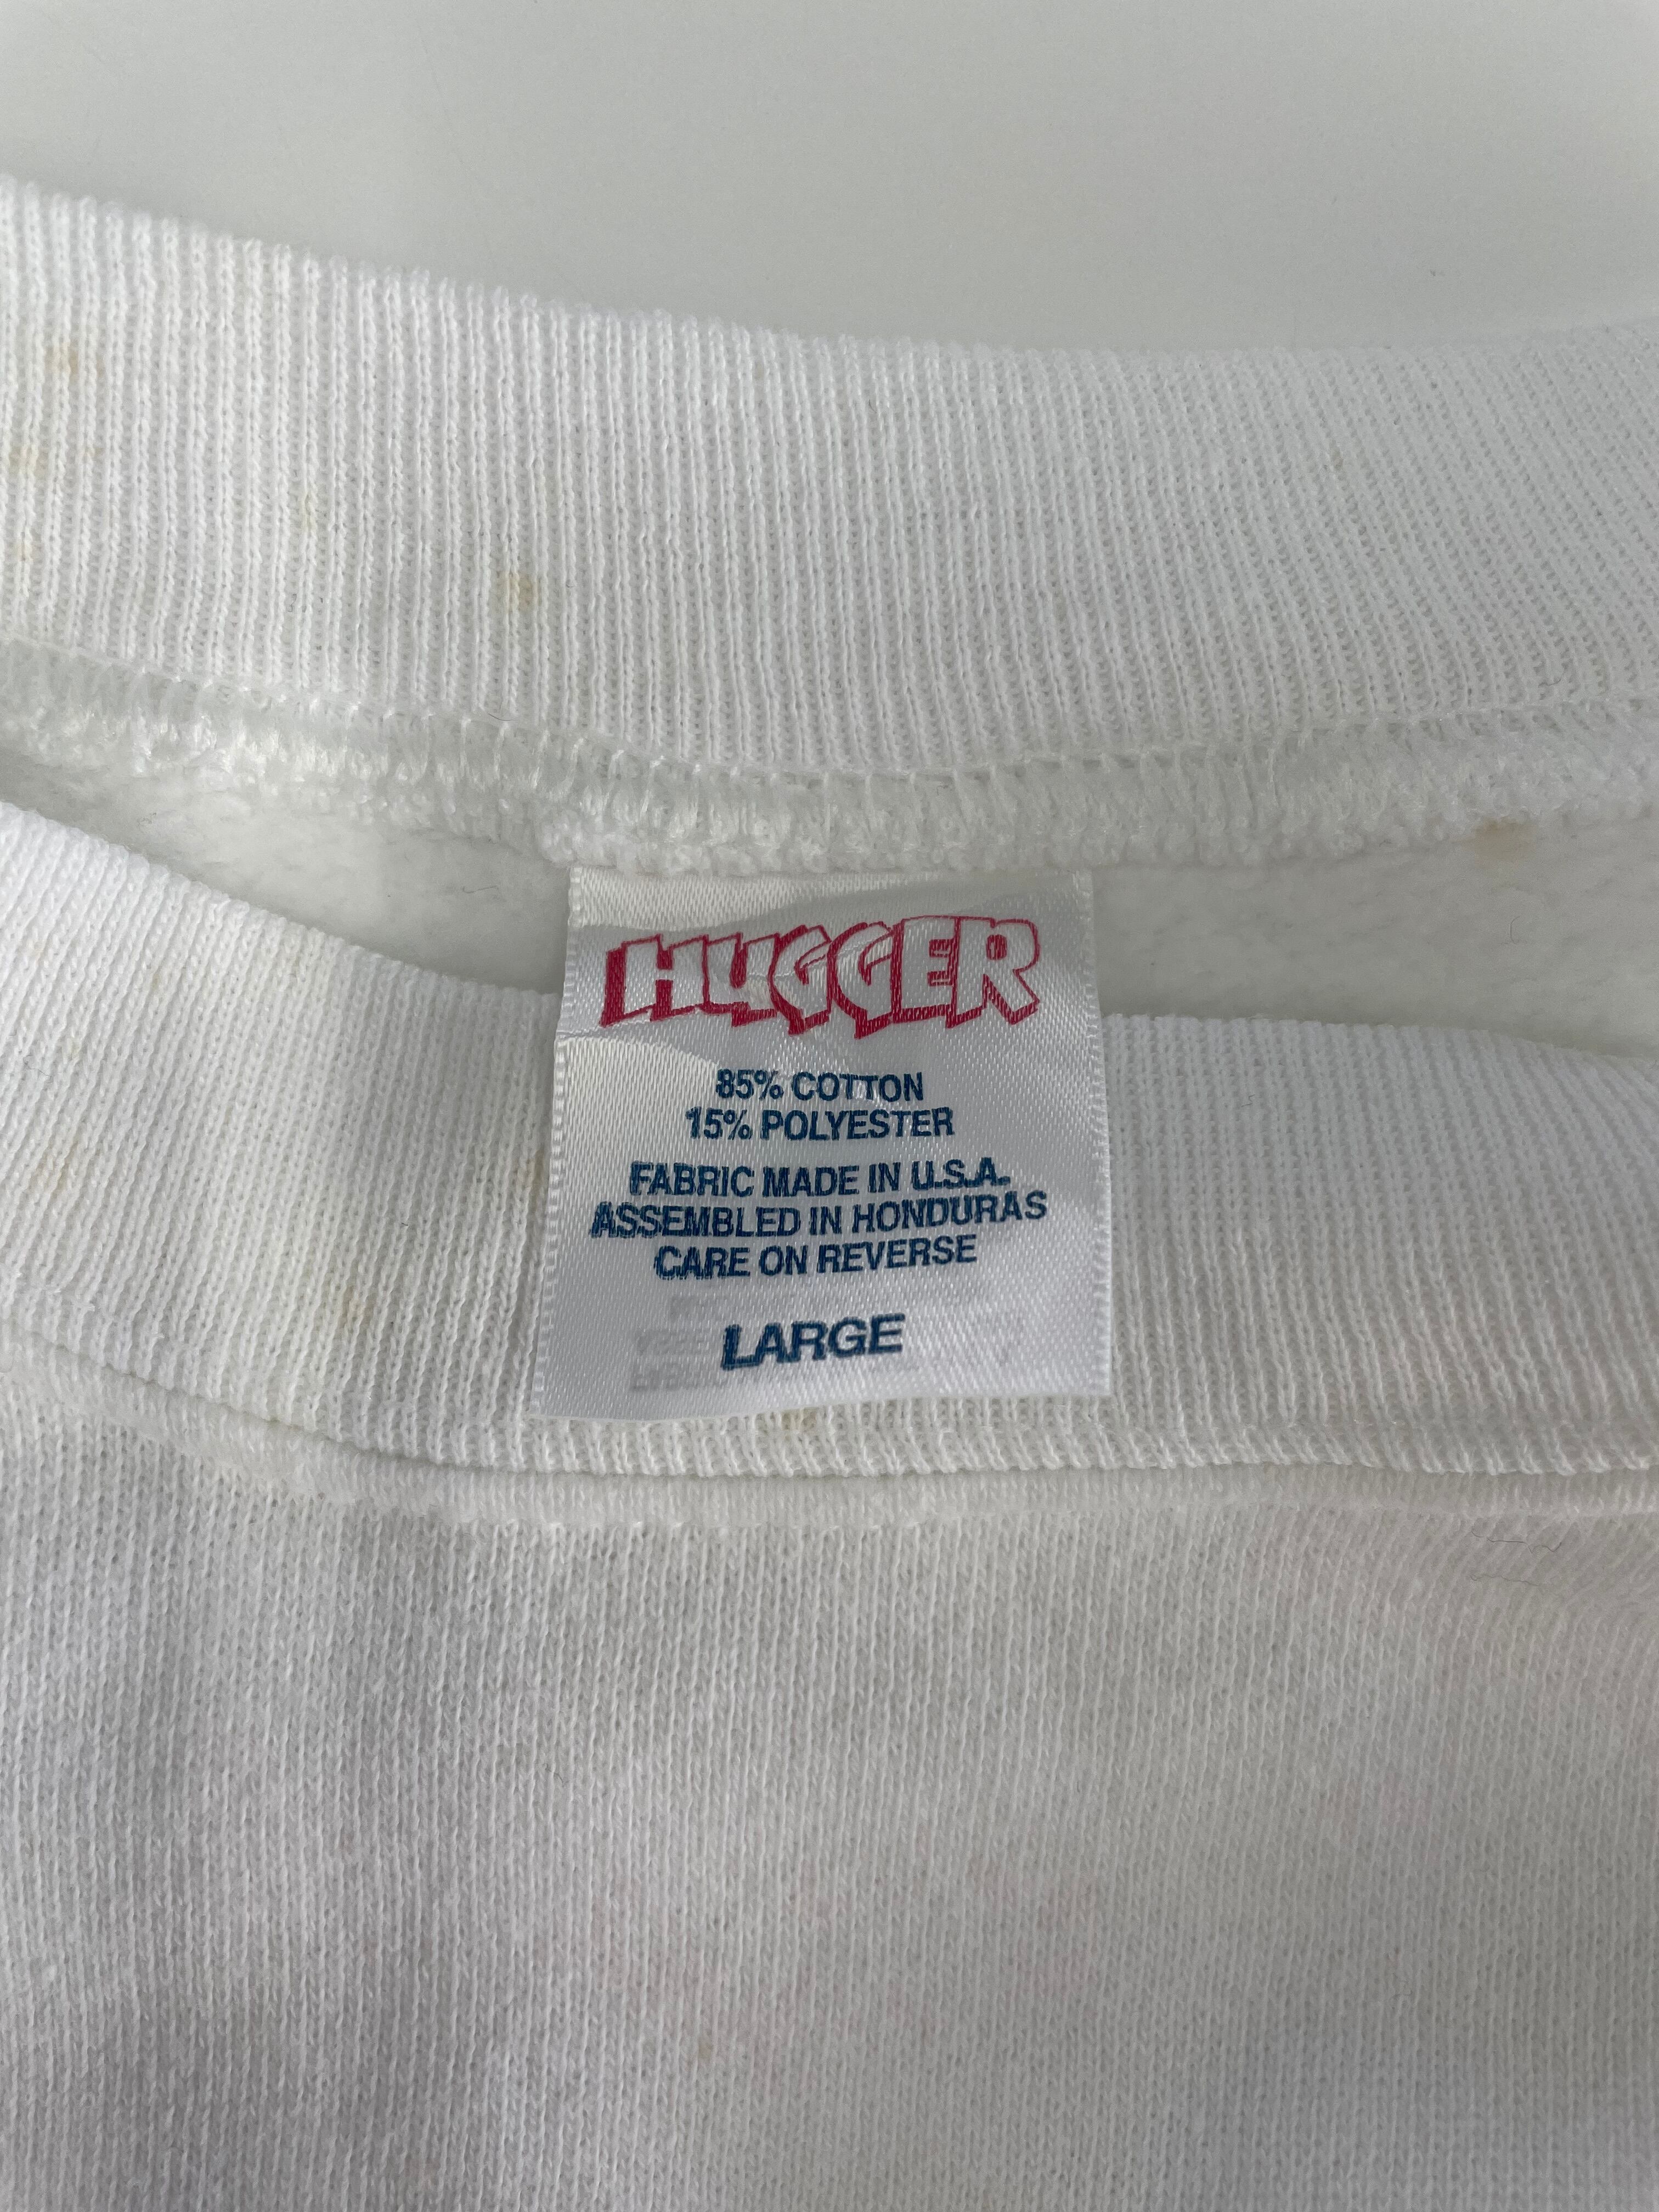 HUGGER
85% COTTON
15% POLYESTER
FABRIC MADE IN U.S.A.
ASSEMBLED IN HONDURAS
CARE ON REVERSE
LARGE